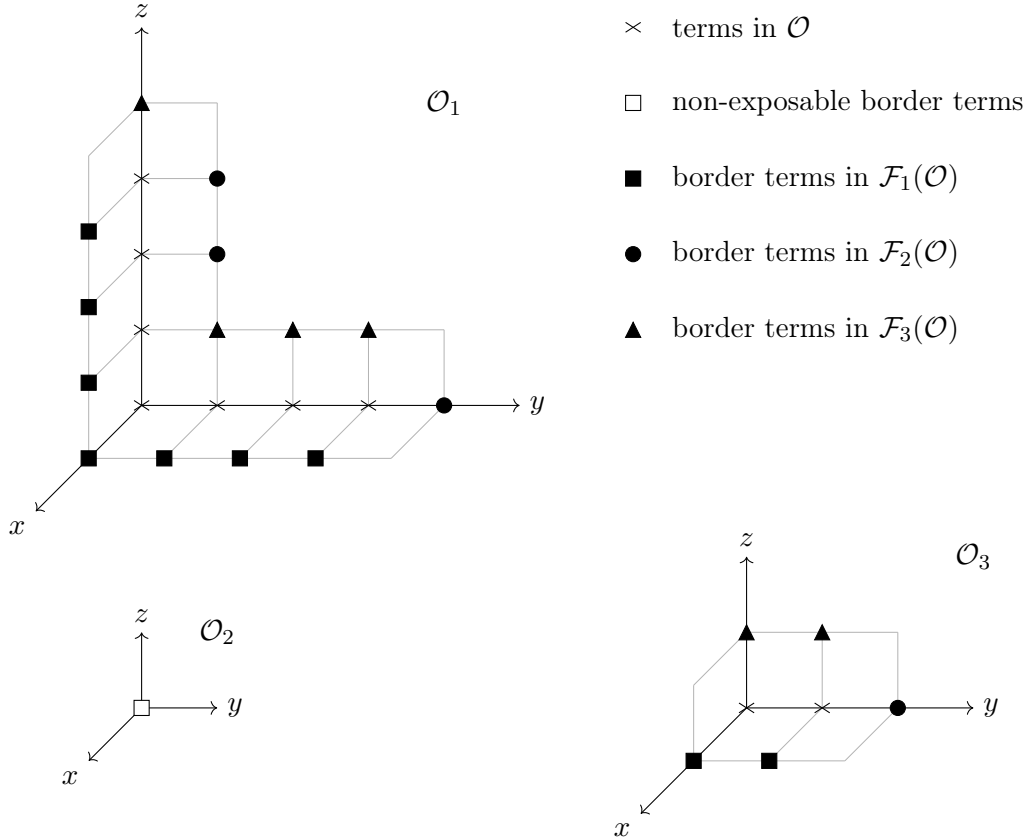 z
𝒪₁
y
x
× terms in 𝒪
□ non-exposable border terms
■ border terms in ℱ₁(𝒪)
● border terms in ℱ₂(𝒪)
▲ border terms in ℱ₃(𝒪)
z
𝒪₂
y
x
z
𝒪₃
y
x